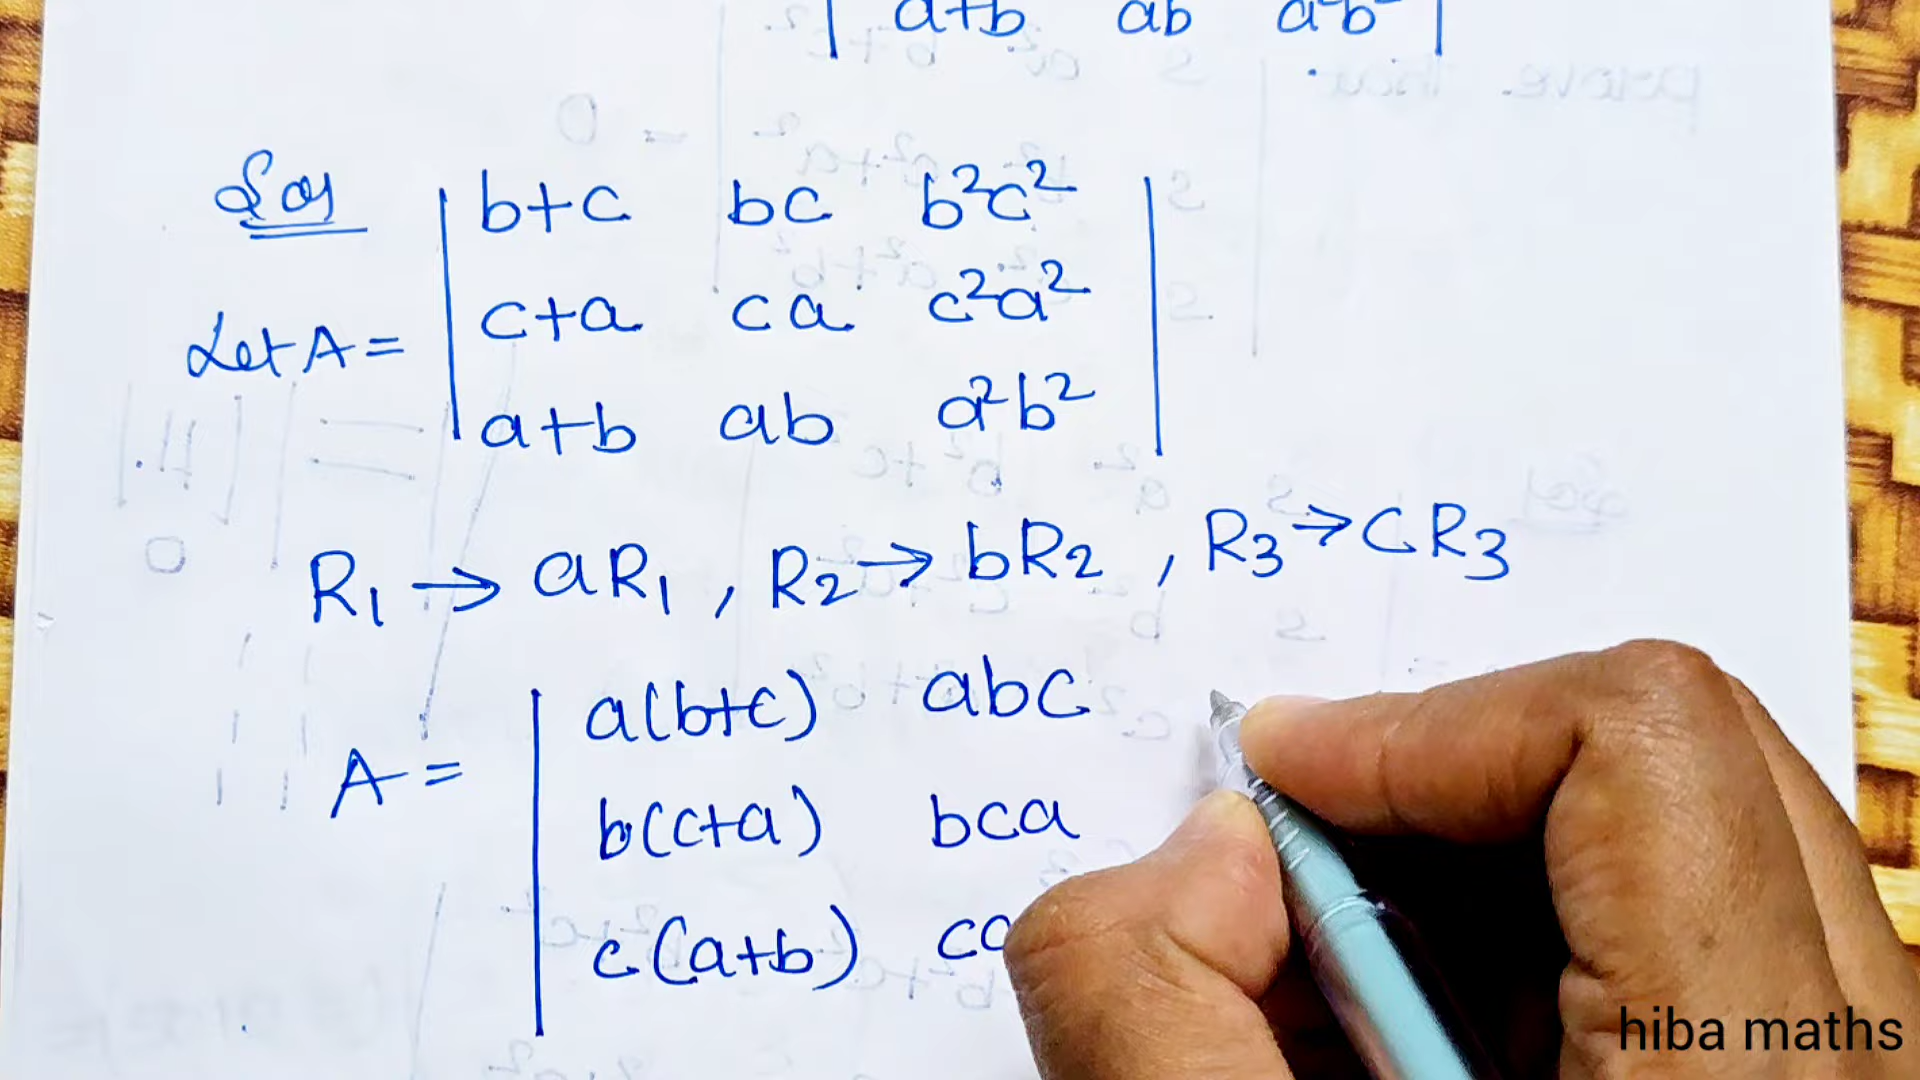 a+b ab a²b²
Sol
| b+c bc b²c² |
Let A = | c+a ca c²a² |
| a+b ab a²b² |
R₁ → aR₁ , R₂ → bR₂ , R₃ → CR₃
| a(b+c) abc
A = | b(c+a) bca
| c(a+b)
hiba maths